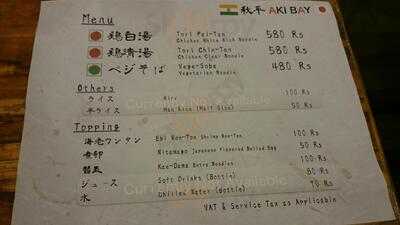 秋平 AKI BAY
Menu
鶏白湯 Tori Pai-Tan 580 Rs
Chicken White Rich Noodle
鶏清湯 Tori Chin-Tan 580 Rs
Chicken Clear Noodle
ベジそば Vege-Soba 480 Rs
Vegetarian Noodle
Others
ライス Rice 100 Rs
半ライス Han Rice (Half Size) 50 Rs
Topping
海老ワンタン Ebi Won-Ton Shrimp Won-Ton 100 Rs
味卵 Nitamago Japanese Flavored Boiled Egg 50 Rs
替玉 Kae-Dama Extra Noodles 100 Rs
ジュース Soft Drinks (Bottle) 80 Rs
水 Chilled Water (Bottle) 70 Rs
VAT & Service Tax as Applicable